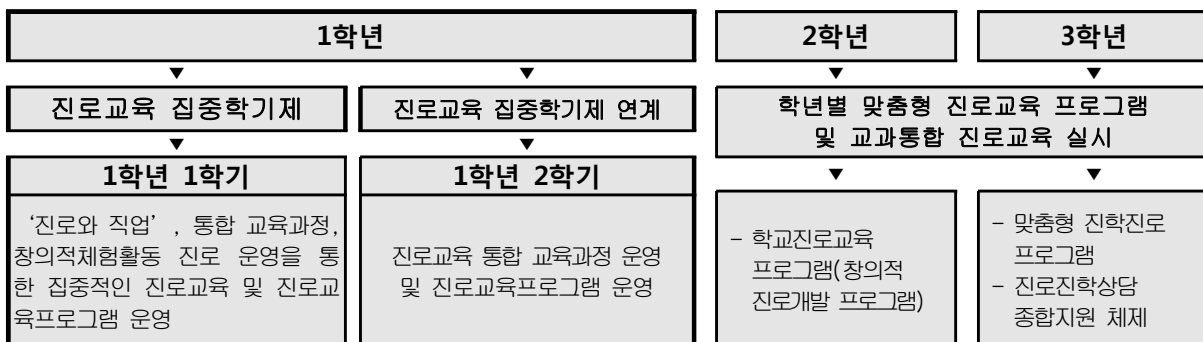 1학년
2학년
3학년
▼
▼
▼
▼
진로교육 집중학기제
진로교육 집중학기제 연계
학년별 맞춤형 진로교육 프로그램
및 교과통합 진로교육 실시
▼
▼
▼
▼
1학년 1학기
1학년 2학기
‘진로와 직업’, 통합 교육과정,
창의적체험활동 진로 운영을 통
한 집중적인 진로교육 및 진로교
육프로그램 운영
진로교육 통합 교육과정 운영
및 진로교육프로그램 운영
- 학교진로교육
프로그램(창의적
진로개발 프로그램)
- 맞춤형 진학진로
프로그램
- 진로진학상담
종합지원 체제